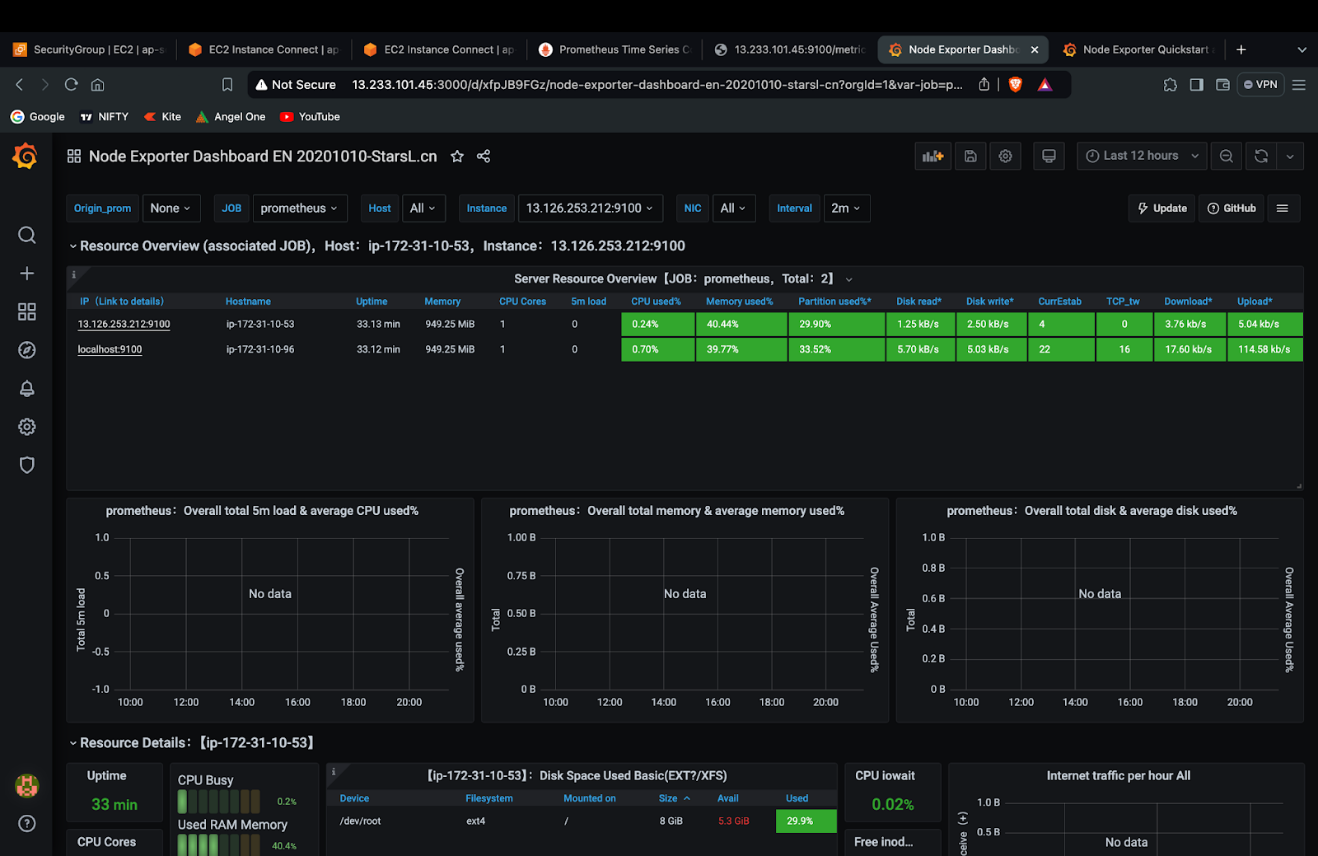 SecurityGroup | EC2 | ap-s
EC2 Instance Connect | ap
EC2 Instance Connect | ap
Prometheus Time Series Co
13.233.101.45:9100/metric
Node Exporter Dashbo
Node Exporter Quickstart a
Not Secure 13.233.101.45:3000/d/xfpJB9FGz/node-exporter-dashboard-en-20201010-starsl-cn?orgId=1&var-job=p... VPN
Google NIFTY Kite Angel One YouTube
Node Exporter Dashboard EN 20201010-StarsL.cn Last 12 hours
Origin_prom None JOB prometheus Host All Instance 13.126.253.212:9100 NIC All Interval 2m Update GitHub
Resource Overview (associated JOB)，Host：ip-172-31-10-53，Instance：13.126.253.212:9100
Server Resource Overview【JOB：prometheus，Total：2】
IP（Link to details） Hostname Uptime Memory CPU Cores 5m load CPU used% Memory used% Partition used%* Disk read* Disk write* CurrEstab TCP_tw Download* Upload*
13.126.253.212:9100 ip-172-31-10-53 33.13 min 949.25 MiB 1 0 0.24% 40.44% 29.90% 1.25 kB/s 2.50 kB/s 4 0 3.76 kb/s 5.04 kb/s
localhost:9100 ip-172-31-10-96 33.12 min 949.25 MiB 1 0 0.70% 39.77% 33.52% 5.70 kB/s 5.03 kB/s 22 16 17.60 kb/s 114.58 kb/s
prometheus：Overall total 5m load & average CPU used%
Total 5m load
1.0
0.5
0
-0.5
-1.0
No data
Overall average used%
10:00 12:00 14:00 16:00 18:00 20:00
prometheus：Overall total memory & average memory used%
Total
1.00 B
0.75 B
0.50 B
0.25 B
0 B
No data
Overall Average Used%
10:00 12:00 14:00 16:00 18:00 20:00
prometheus：Overall total disk & average disk used%
Total
1.0 B
0.8 B
0.6 B
0.4 B
0.2 B
0 B
No data
Overall Average Used%
10:00 12:00 14:00 16:00 18:00 20:00
Resource Details：【ip-172-31-10-53】
Uptime
33 min
CPU Cores
CPU Busy
0.2%
Used RAM Memory
40.4%
【ip-172-31-10-53】：Disk Space Used Basic(EXT?/XFS)
Device Filesystem Mounted on Size Avail Used
/dev/root ext4 / 8 GiB 5.3 GiB 29.9%
CPU iowait
0.02%
Free inod...
Internet traffic per hour All
ceive (+)
1.0 B
0.5 B
No data